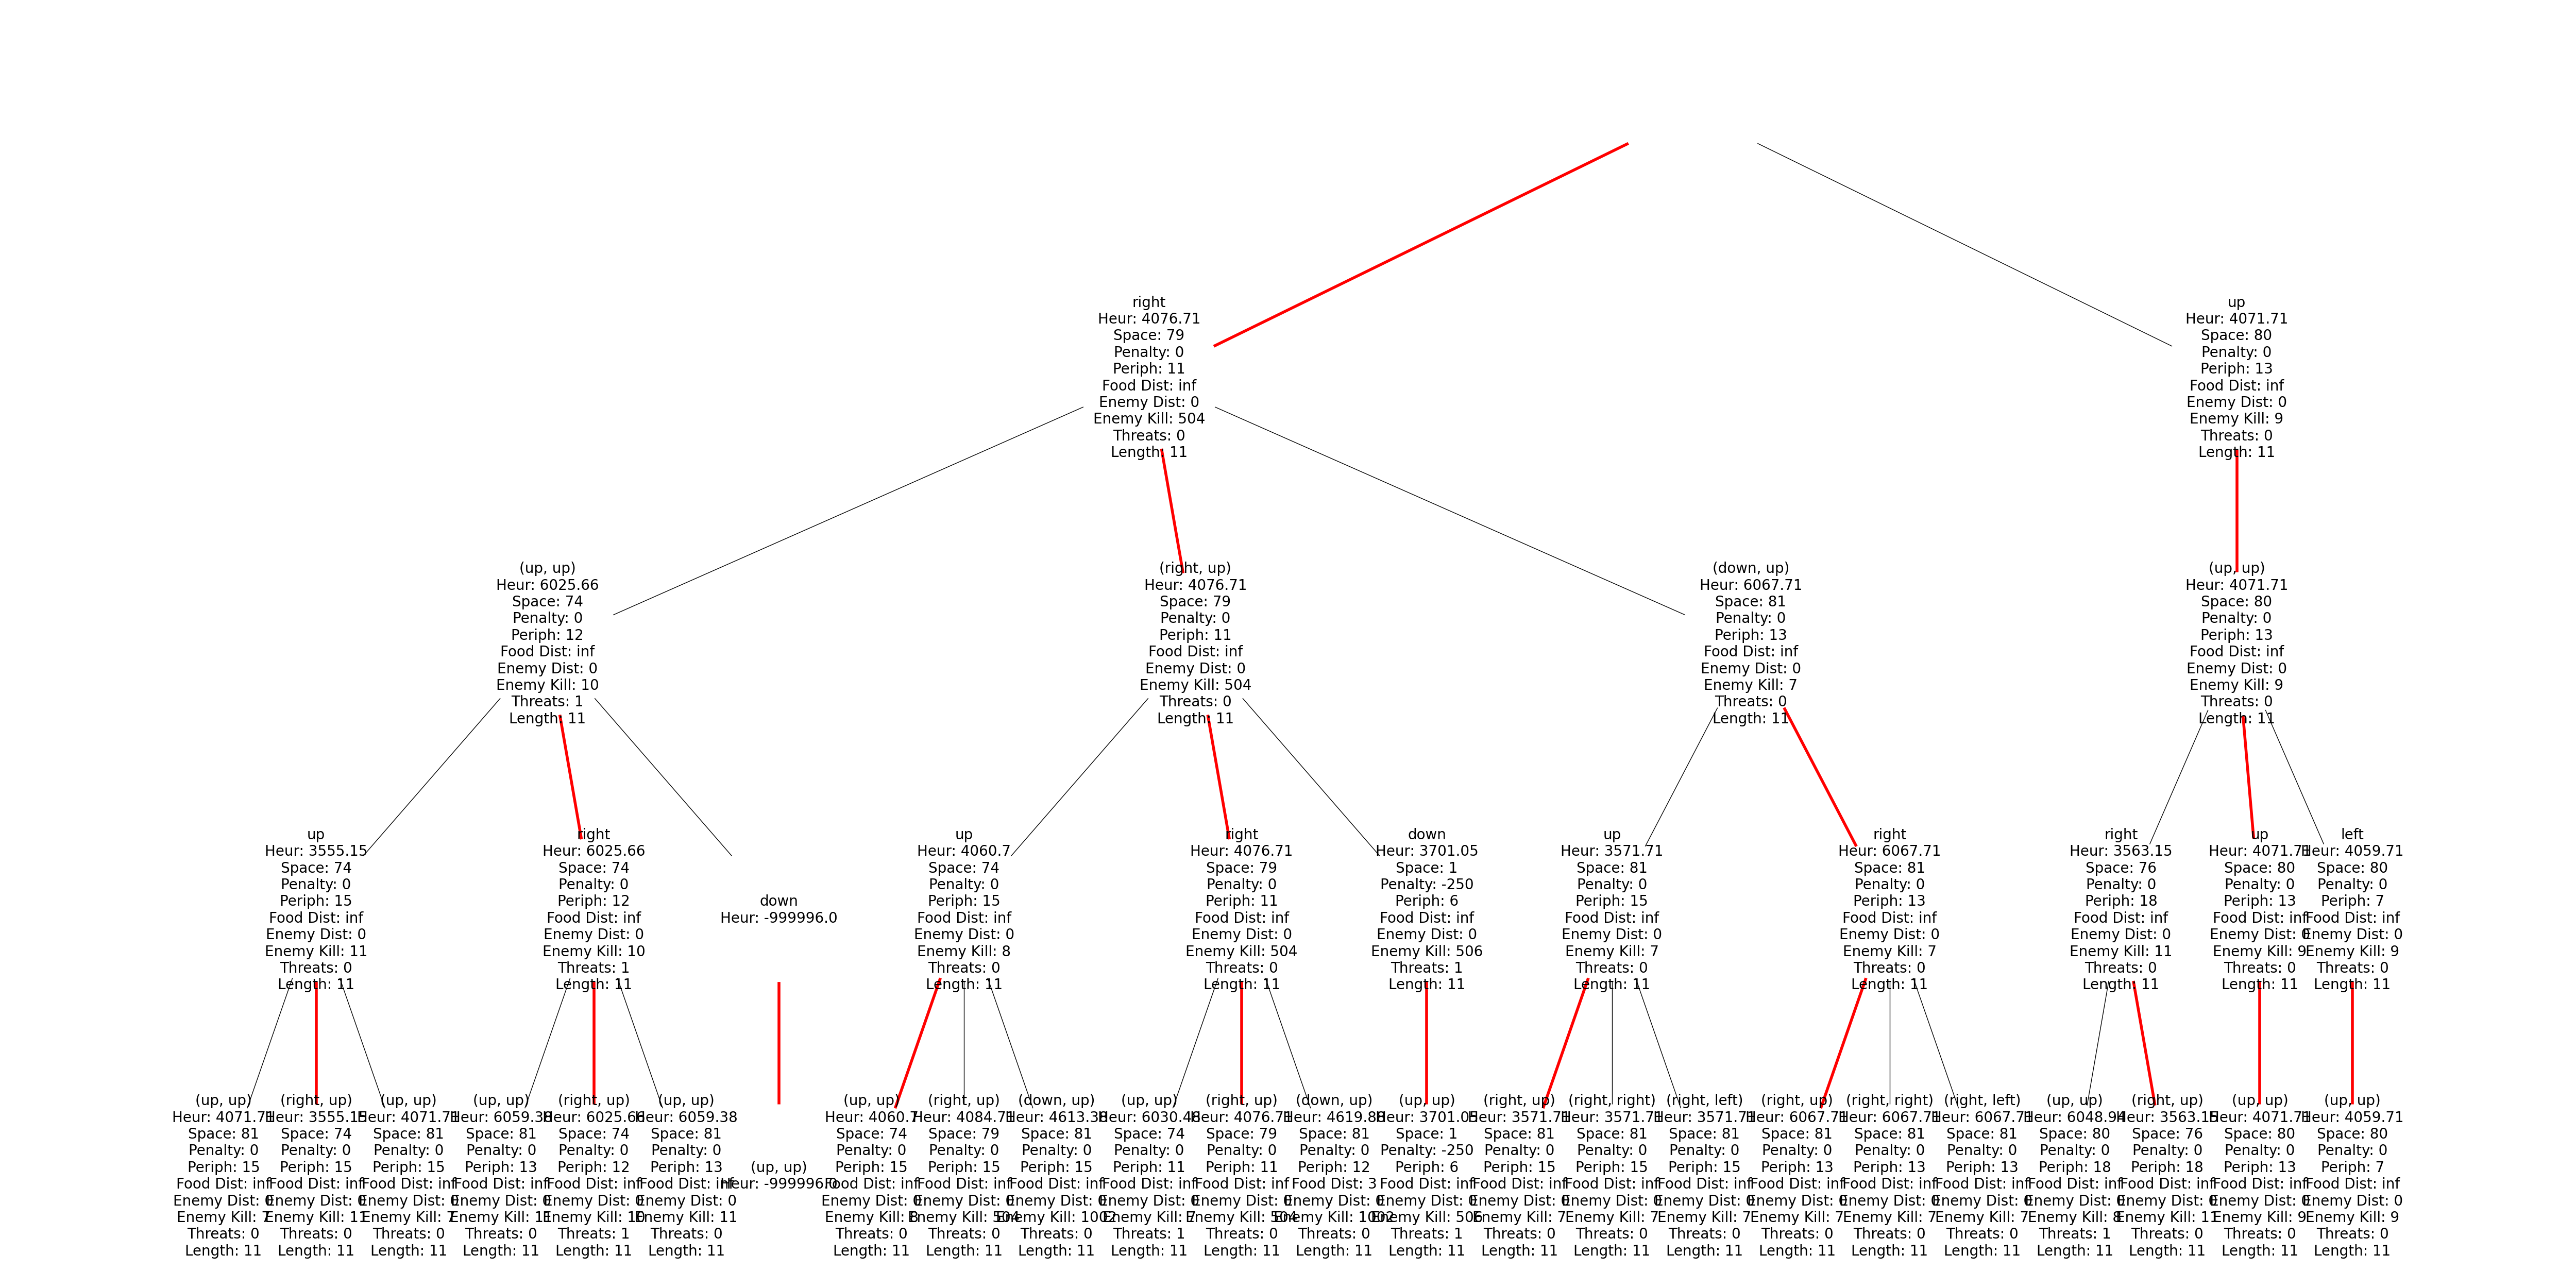 right
Heur: 4076.71
Space: 79
Penalty: 0
Periph: 11
Food Dist: inf
Enemy Dist: 0
Enemy Kill: 504
Threats: 0
Length: 11
up
Heur: 4071.71
Space: 80
Penalty: 0
Periph: 13
Food Dist: inf
Enemy Dist: 0
Enemy Kill: 9
Threats: 0
Length: 11
(up, up)
Heur: 6025.66
Space: 74
Penalty: 0
Periph: 12
Food Dist: inf
Enemy Dist: 0
Enemy Kill: 10
Threats: 1
Length: 11
(right, up)
Heur: 4076.71
Space: 79
Penalty: 0
Periph: 11
Food Dist: inf
Enemy Dist: 0
Enemy Kill: 504
Threats: 0
Length: 11
(down, up)
Heur: 6067.71
Space: 81
Penalty: 0
Periph: 13
Food Dist: inf
Enemy Dist: 0
Enemy Kill: 7
Threats: 0
Length: 11
(up, up)
Heur: 4071.71
Space: 80
Penalty: 0
Periph: 13
Food Dist: inf
Enemy Dist: 0
Enemy Kill: 9
Threats: 0
Length: 11
up
Heur: 3555.15
Space: 74
Penalty: 0
Periph: 15
Food Dist: inf
Enemy Dist: 0
Enemy Kill: 11
Threats: 0
Length: 11
right
Heur: 6025.66
Space: 74
Penalty: 0
Periph: 12
Food Dist: inf
Enemy Dist: 0
Enemy Kill: 10
Threats: 1
Length: 11
down
Heur: -999996.0
up
Heur: 4060.7
Space: 74
Penalty: 0
Periph: 15
Food Dist: inf
Enemy Dist: 0
Enemy Kill: 8
Threats: 0
Length: 11
right
Heur: 4076.71
Space: 79
Penalty: 0
Periph: 11
Food Dist: inf
Enemy Dist: 0
Enemy Kill: 504
Threats: 0
Length: 11
down
Heur: 3701.05
Space: 1
Penalty: -250
Periph: 6
Food Dist: inf
Enemy Dist: 0
Enemy Kill: 506
Threats: 1
Length: 11
up
Heur: 3571.71
Space: 81
Penalty: 0
Periph: 15
Food Dist: inf
Enemy Dist: 0
Enemy Kill: 7
Threats: 0
Length: 11
right
Heur: 6067.71
Space: 81
Penalty: 0
Periph: 13
Food Dist: inf
Enemy Dist: 0
Enemy Kill: 7
Threats: 0
Length: 11
right
Heur: 3563.15
Space: 76
Penalty: 0
Periph: 18
Food Dist: inf
Enemy Dist: 0
Enemy Kill: 11
Threats: 0
Length: 11
up
Heur: 4071.71
Space: 80
Penalty: 0
Periph: 13
Food Dist: inf
Enemy Dist: 0
Enemy Kill: 9
Threats: 0
Length: 11
left
Heur: 4059.71
Space: 80
Penalty: 0
Periph: 7
Food Dist: inf
Enemy Dist: 0
Enemy Kill: 9
Threats: 0
Length: 11
(up, up)
Heur: 4071.71
Space: 81
Penalty: 0
Periph: 15
Food Dist: inf
Enemy Dist: 0
Enemy Kill: 7
Threats: 0
Length: 11
(right, up)
Heur: 3555.15
Space: 74
Penalty: 0
Periph: 15
Food Dist: inf
Enemy Dist: 0
Enemy Kill: 11
Threats: 0
Length: 11
(up, up)
Heur: 4071.71
Space: 81
Penalty: 0
Periph: 15
Food Dist: inf
Enemy Dist: 0
Enemy Kill: 7
Threats: 0
Length: 11
(up, up)
Heur: 6059.38
Space: 81
Penalty: 0
Periph: 13
Food Dist: inf
Enemy Dist: 0
Enemy Kill: 11
Threats: 0
Length: 11
(right, up)
Heur: 6025.66
Space: 74
Penalty: 0
Periph: 12
Food Dist: inf
Enemy Dist: 0
Enemy Kill: 10
Threats: 1
Length: 11
(up, up)
Heur: 6059.38
Space: 81
Penalty: 0
Periph: 13
Food Dist: inf
Enemy Dist: 0
Enemy Kill: 11
Threats: 0
Length: 11
(up, up)
Heur: -999996.0
(up, up)
Heur: 4060.7
Space: 74
Penalty: 0
Periph: 15
Food Dist: inf
Enemy Dist: 0
Enemy Kill: 8
Threats: 0
Length: 11
(right, up)
Heur: 4084.71
Space: 79
Penalty: 0
Periph: 15
Food Dist: inf
Enemy Dist: 0
Enemy Kill: 504
Threats: 0
Length: 11
(down, up)
Heur: 4613.38
Space: 81
Penalty: 0
Periph: 15
Food Dist: inf
Enemy Dist: 0
Enemy Kill: 1002
Threats: 0
Length: 11
(up, up)
Heur: 6030.46
Space: 74
Penalty: 0
Periph: 11
Food Dist: inf
Enemy Dist: 0
Enemy Kill:
Threats: 1
Length: 11
(right, up)
Heur: 4076.71
Space: 79
Penalty: 0
Periph: 11
Food Dist: inf
Enemy Dist: 0
Enemy Kill: 504
Threats: 0
Length: 11
(down, up)
Heur: 4619.88
Space: 81
Penalty: 0
Periph: 12
Food Dist: 3
Enemy Dist: 0
Enemy Kill: 1002
Threats: 0
Length: 11
(up, up)
Heur: 3701.05
Space: 1
Penalty: -250
Periph: 6
Food Dist: inf
Enemy Dist: 0
Enemy Kill: 506
Threats: 1
Length: 11
(right, up)
Heur: 3571.71
Space: 81
Penalty: 0
Periph: 15
Food Dist: inf
Enemy Dist: 0
Enemy Kill: 7
Threats: 0
Length: 11
(right, right)
Heur: 3571.71
Space: 81
Penalty: 0
Periph: 15
Food Dist: inf
Enemy Dist: 0
Enemy Kill: 7
Threats: 0
Length: 11
(right, left)
Heur: 3571.71
Space: 81
Penalty: 0
Periph: 15
Food Dist: inf
Enemy Dist: 0
Enemy Kill: 7
Threats: 0
Length: 11
(right, up)
Heur: 6067.71
Space: 81
Penalty: 0
Periph: 13
Food Dist: inf
Enemy Dist: 0
Enemy Kill: 7
Threats: 0
Length: 11
(right, right)
Heur: 6067.71
Space: 81
Penalty: 0
Periph: 13
Food Dist: inf
Enemy Dist: 0
Enemy Kill: 7
Threats: 0
Length: 11
(right, left)
Heur: 6067.71
Space: 81
Penalty: 0
Periph: 13
Food Dist: inf
Enemy Dist: 0
Enemy Kill: 7
Threats: 0
Length: 11
(up, up)
Heur: 6048.94
Space: 80
Penalty: 0
Periph: 18
Food Dist: inf
Enemy Dist: 0
Enemy Kill: 8
Threats: 1
Length: 11
(right, up)
Heur: 3563.15
Space: 76
Penalty: 0
Periph: 18
Food Dist: inf
Enemy Dist: 0
Enemy Kill: 11
Threats: 0
Length: 11
(up, up)
Heur: 4071.71
Space: 80
Penalty: 0
Periph: 13
Food Dist: inf
Enemy Dist: 0
Enemy Kill: 9
Threats: 0
Length: 11
(up, up)
Heur: 4059.71
Space: 80
Penalty: 0
Periph: 7
Food Dist: inf
Enemy Dist: 0
Enemy Kill: 9
Threats: 0
Length: 11